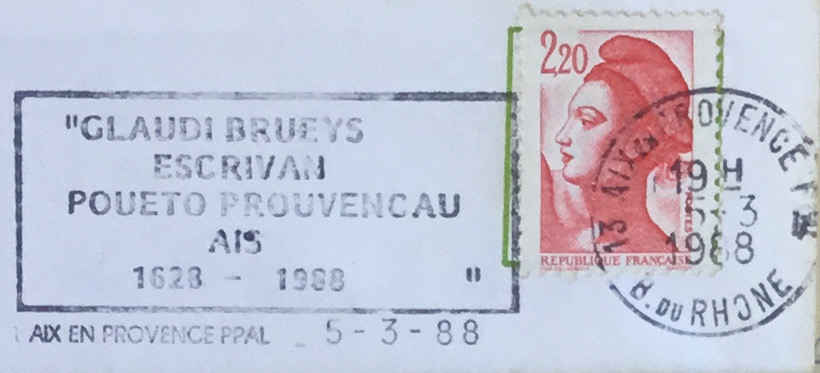 "GLAUDI BRUEYS
ESCRIVAN
POUETO PROUVENCAU
AIS
1628 - 1988 "
AIX EN PROVENCE PPAL 5-3-88
2,20
POSTES
REPUBLIQUE FRANÇAISE
13 AIX EN PROVENCE
19 H
5-3
1988
B. DU RHONE